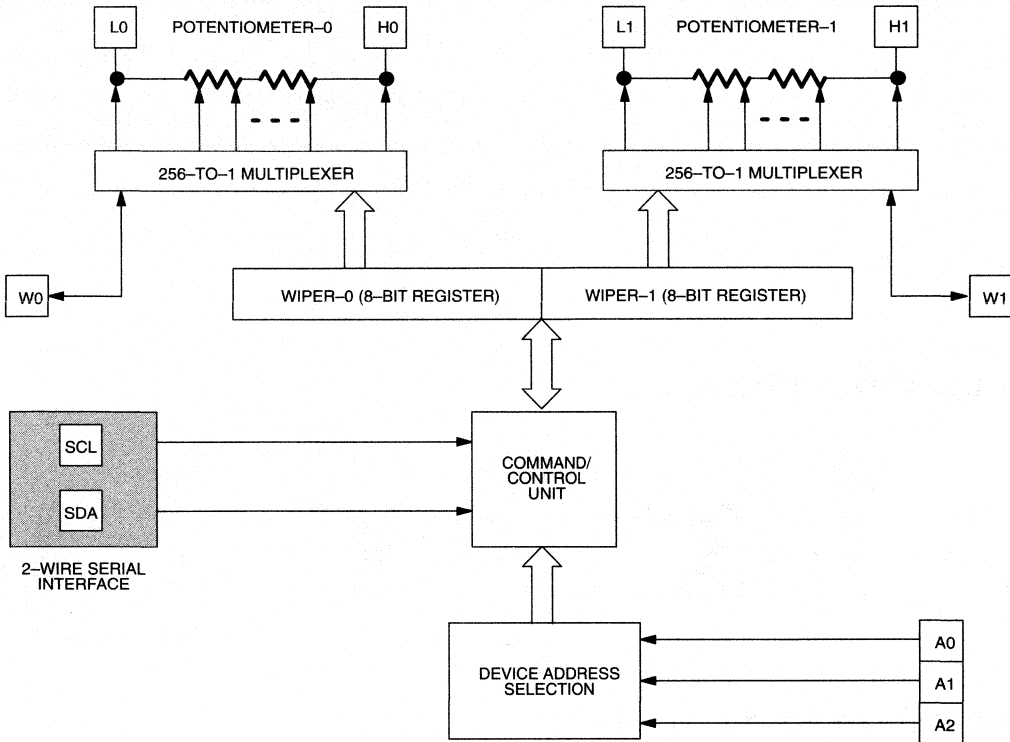 L0 POTENTIOMETER–0 H0
L1 POTENTIOMETER–1 H1
256–TO–1 MULTIPLEXER
256–TO–1 MULTIPLEXER
W0
WIPER–0 (8–BIT REGISTER)
WIPER–1 (8–BIT REGISTER)
W1
SCL
SDA
2–WIRE SERIAL
INTERFACE
COMMAND/
CONTROL
UNIT
DEVICE ADDRESS
SELECTION
A0
A1
A2